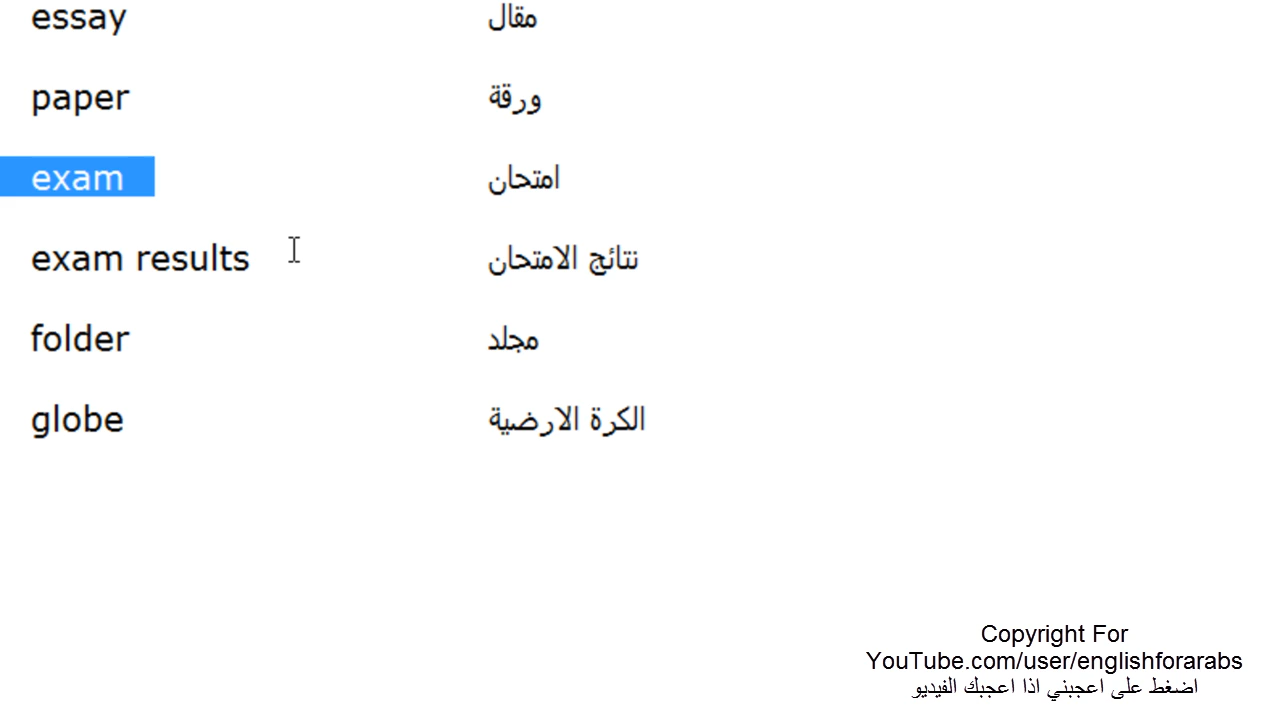 essay مقال
paper ورقة
exam امتحان
exam results نتائج الامتحان
folder مجلد
globe الكرة الارضية
Copyright For
YouTube.com/user/englishforarabs
اضغط على اعجبني اذا اعجبك الفيديو